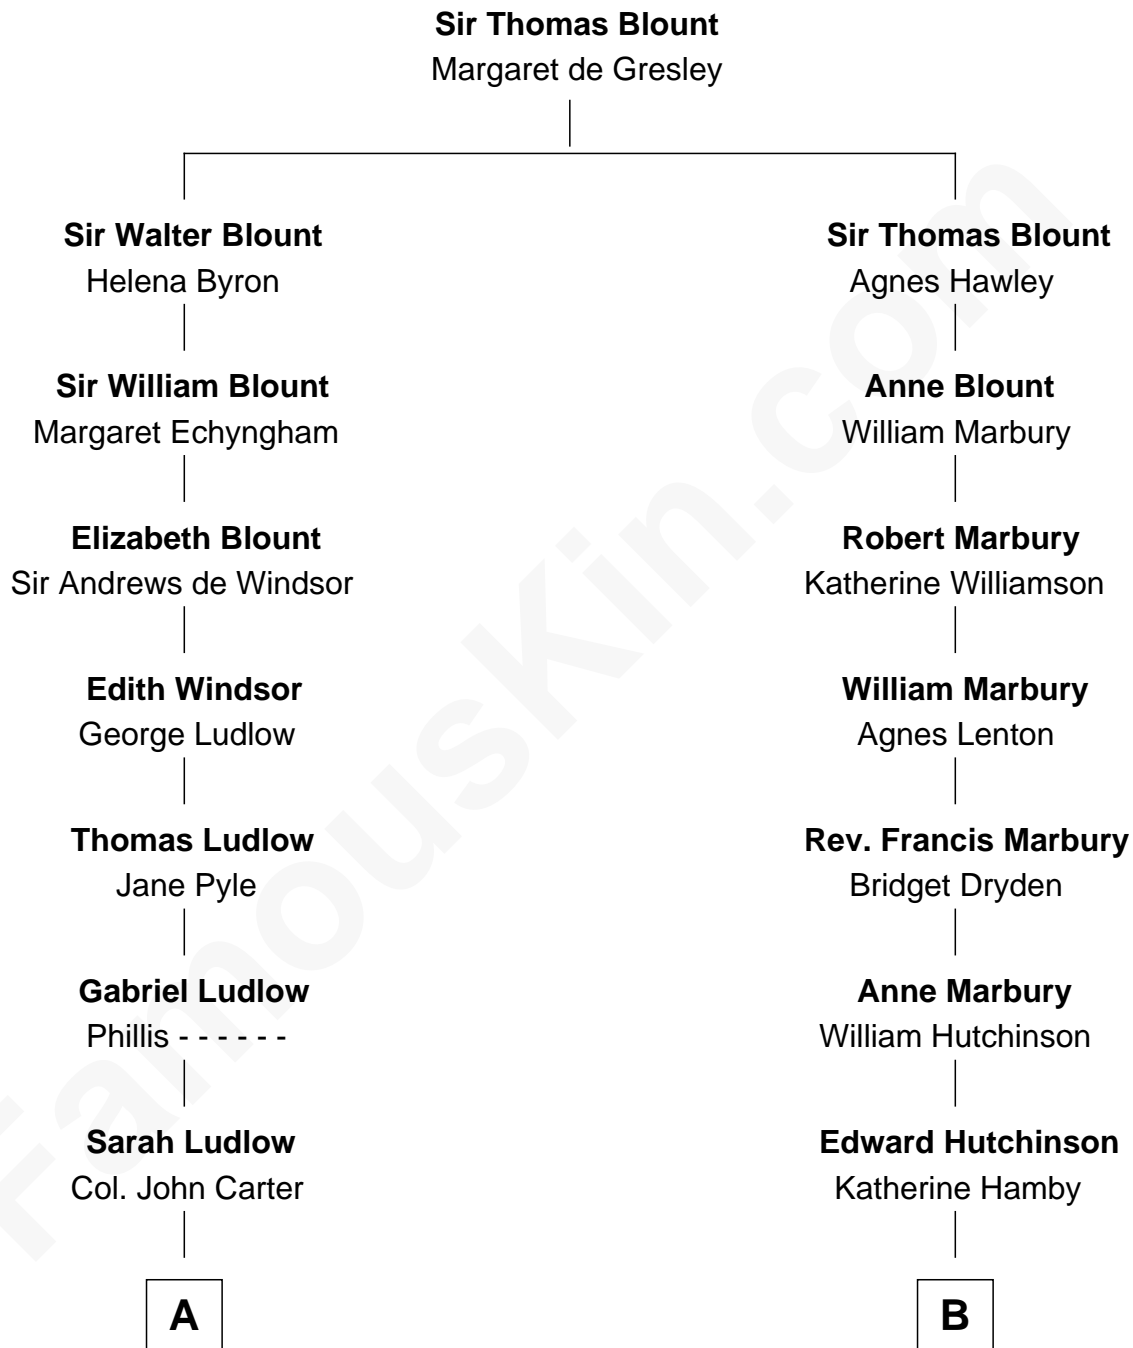 Sir Thomas Blount
Margaret de Gresley
Sir Walter Blount
Helena Byron
Sir William Blount
Margaret Echyngham
Elizabeth Blount
Sir Andrews de Windsor
Edith Windsor
George Ludlow
Thomas Ludlow
Jane Pyle
Gabriel Ludlow
Phillis - - - - - -
Sarah Ludlow
Col. John Carter
A
Sir Thomas Blount
Agnes Hawley
Anne Blount
William Marbury
Robert Marbury
Katherine Williamson
William Marbury
Agnes Lenton
Rev. Francis Marbury
Bridget Dryden
Anne Marbury
William Hutchinson
Edward Hutchinson
Katherine Hamby
B
FamousKin.com